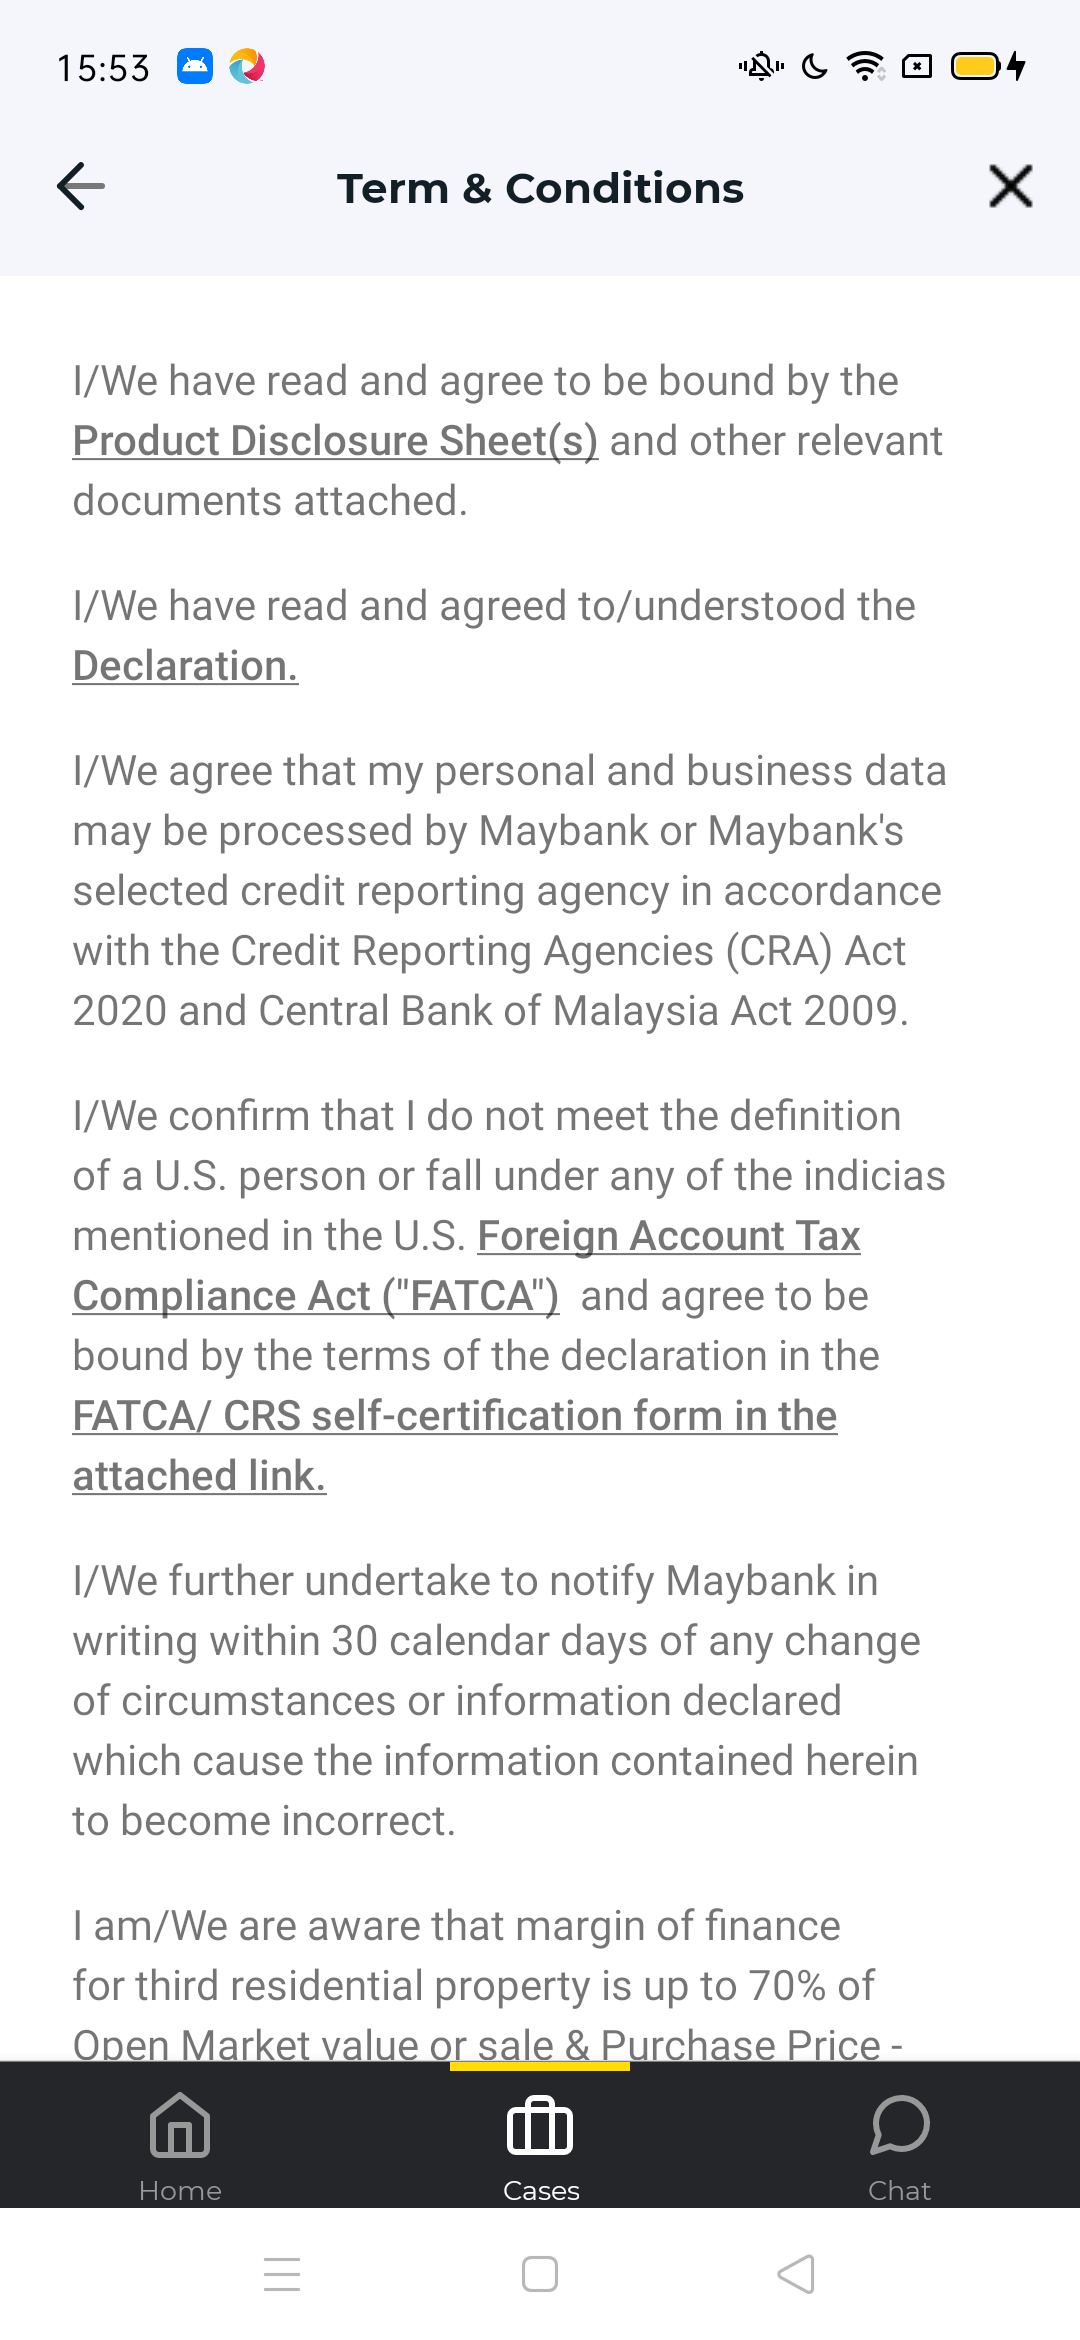 15:53
Term & Conditions
I/We have read and agree to be bound by the
Product Disclosure Sheet(s) and other relevant
documents attached.
I/We have read and agreed to/understood the
Declaration.
I/We agree that my personal and business data
may be processed by Maybank or Maybank's
selected credit reporting agency in accordance
with the Credit Reporting Agencies (CRA) Act
2020 and Central Bank of Malaysia Act 2009.
I/We confirm that I do not meet the definition
of a U.S. person or fall under any of the indicias
mentioned in the U.S. Foreign Account Tax
Compliance Act ("FATCA") and agree to be
bound by the terms of the declaration in the
FATCA/ CRS self-certification form in the
attached link.
I/We further undertake to notify Maybank in
writing within 30 calendar days of any change
of circumstances or information declared
which cause the information contained herein
to become incorrect.
I am/We are aware that margin of finance
for third residential property is up to 70% of
Open Market value or sale & Purchase Price -
Home
Cases
Chat